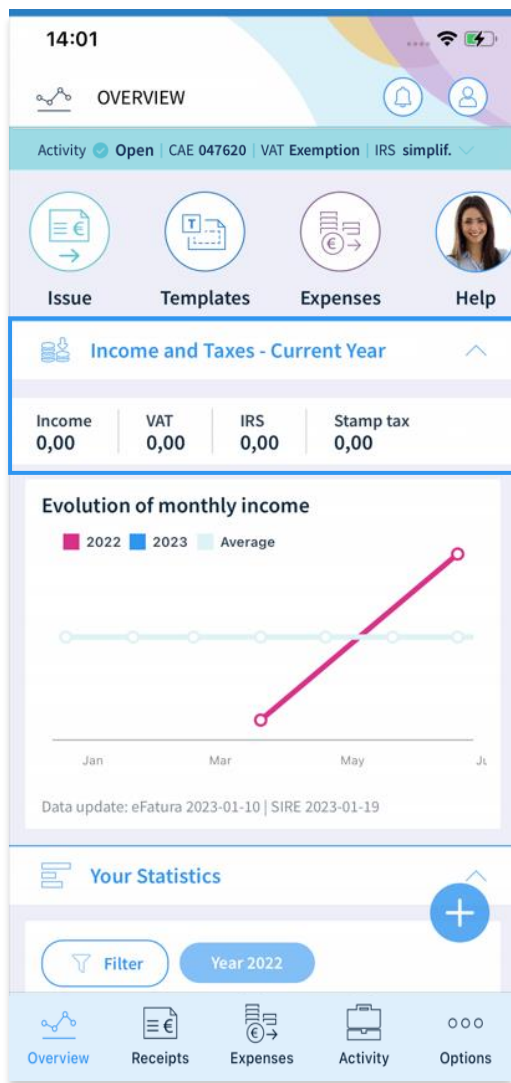 14:01
OVERVIEW
Activity Open | CAE 047620 | VAT Exemption | IRS simplif.
€
T
€
Issue Templates Expenses Help
Income and Taxes - Current Year
Income VAT IRS Stamp tax
0,00 0,00 0,00 0,00
Evolution of monthly income
2022 2023 Average
Jan Mar May
Data update: eFatura 2023-01-10 | SIRE 2023-01-19
Your Statistics
+
Filter Year 2022
€
€
Overview Receipts Expenses Activity Options